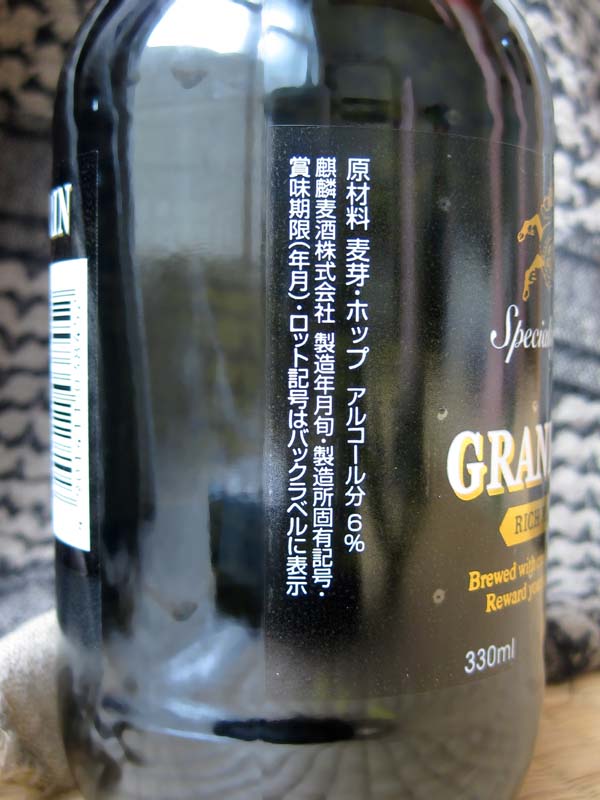 原材料 麦芽・ホップ アルコール分6%
麒麟麦酒株式会社 製造年月旬・製造所固有記号・
賞味期限(年月)・ロット記号はバックラベルに表示
GRAN
RICH
Brewed with
Reward
330ml